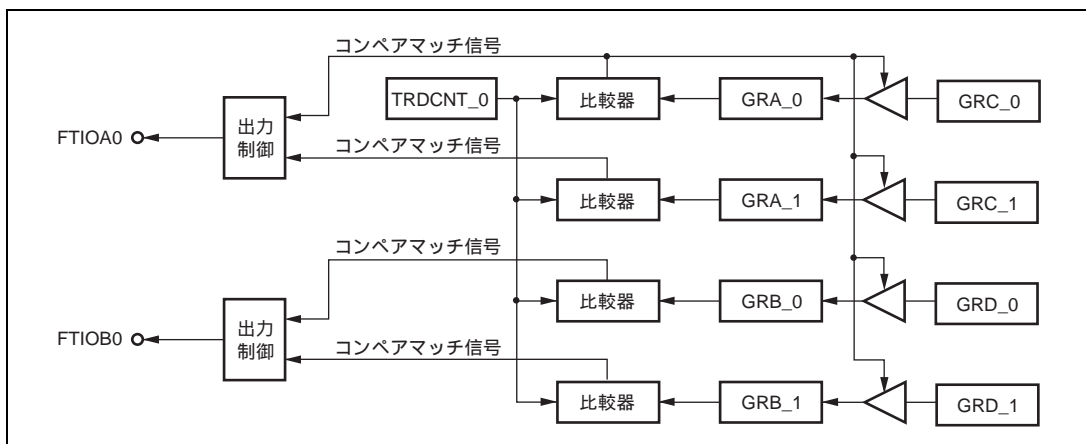 コンペアマッチ信号
TRDCNT_0
比較器
GRA_0
GRC_0
FTIOA0
出力
制御
コンペアマッチ信号
比較器
GRA_1
GRC_1
コンペアマッチ信号
比較器
GRB_0
GRD_0
FTIOB0
出力
制御
コンペアマッチ信号
比較器
GRB_1
GRD_1